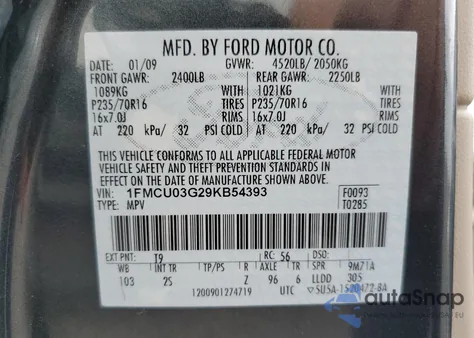 MFD. BY FORD MOTOR CO.
DATE: 01/09 GVWR: 4520LB/ 2050KG
FRONT GAWR: 2400LB REAR GAWR: 2250LB
1089KG WITH 1021KG WITH
P235/70R16 TIRES P235/70R16 TIRES
16x7.0J RIMS 16x7.0J RIMS
AT 220 kPa/ 32 PSI COLD AT 220 kPa/ 32 PSI COLD
THIS VEHICLE CONFORMS TO ALL APPLICABLE FEDERAL MOTOR
VEHICLE SAFETY AND THEFT PREVENTION STANDARDS IN
EFFECT ON THE DATE OF MANUFACTURE SHOWN ABOVE.
VIN: 1FMCU03G29KB54393 F0093
TYPE: MPV T0285
EXT PNT: T9 RC: 56 DSO:
WB INT TR TP/PS R AXLE TR SPR 9M71A
103 2S Z 96 6 LLDD 305
1200901274719 UTC
autoSnap
WWW.AUTOSNAP.EU